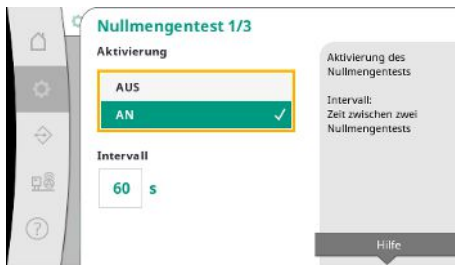 Nullmengentest 1/3
Aktivierung
AUS
AN
Intervall
60 s
Aktivierung des
Nullmengentests
Intervall:
Zeit zwischen zwei
Nullmengentests
Hilfe